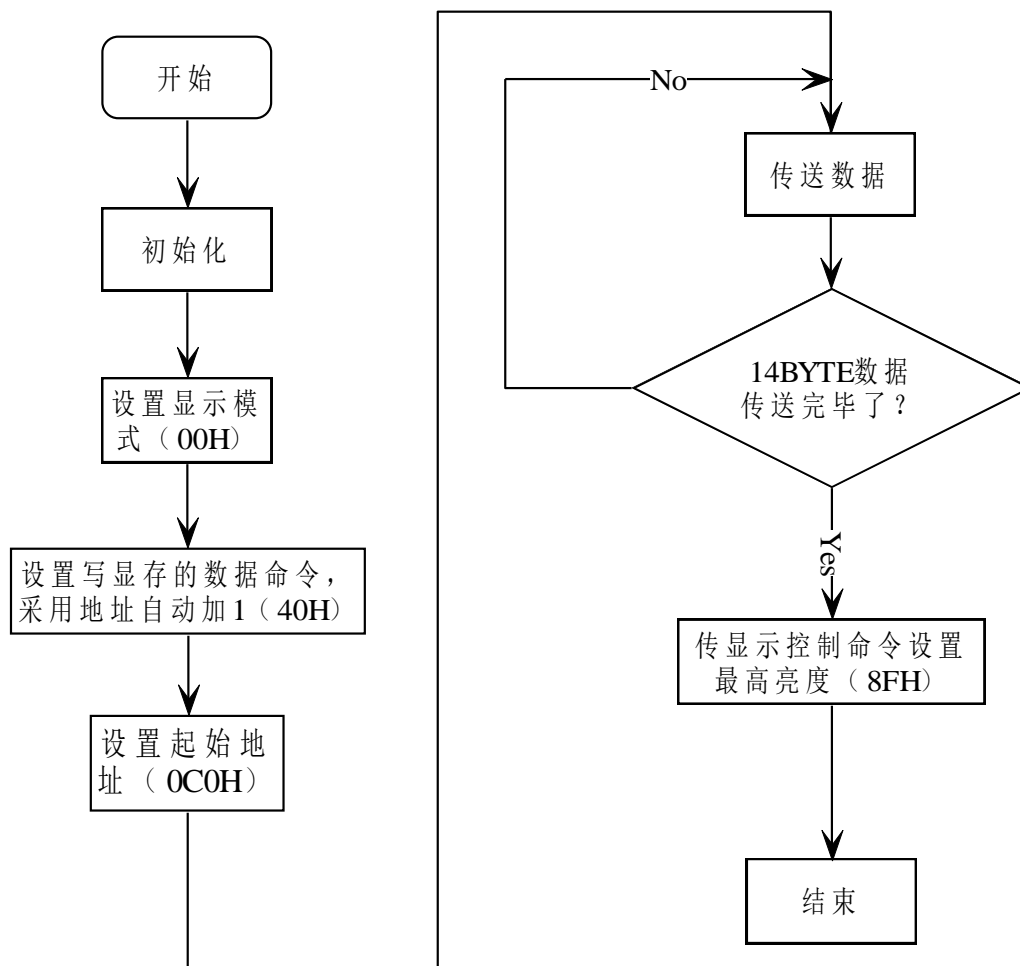 开始
初始化
设置显示模
式（00H）
设置写显存的数据命令，
采用地址自动加1（40H）
设置起始地
址（0C0H）
No
传送数据
14BYTE数据
传送完毕了？
Yes
传显示控制命令设置
最高亮度（8FH）
结束